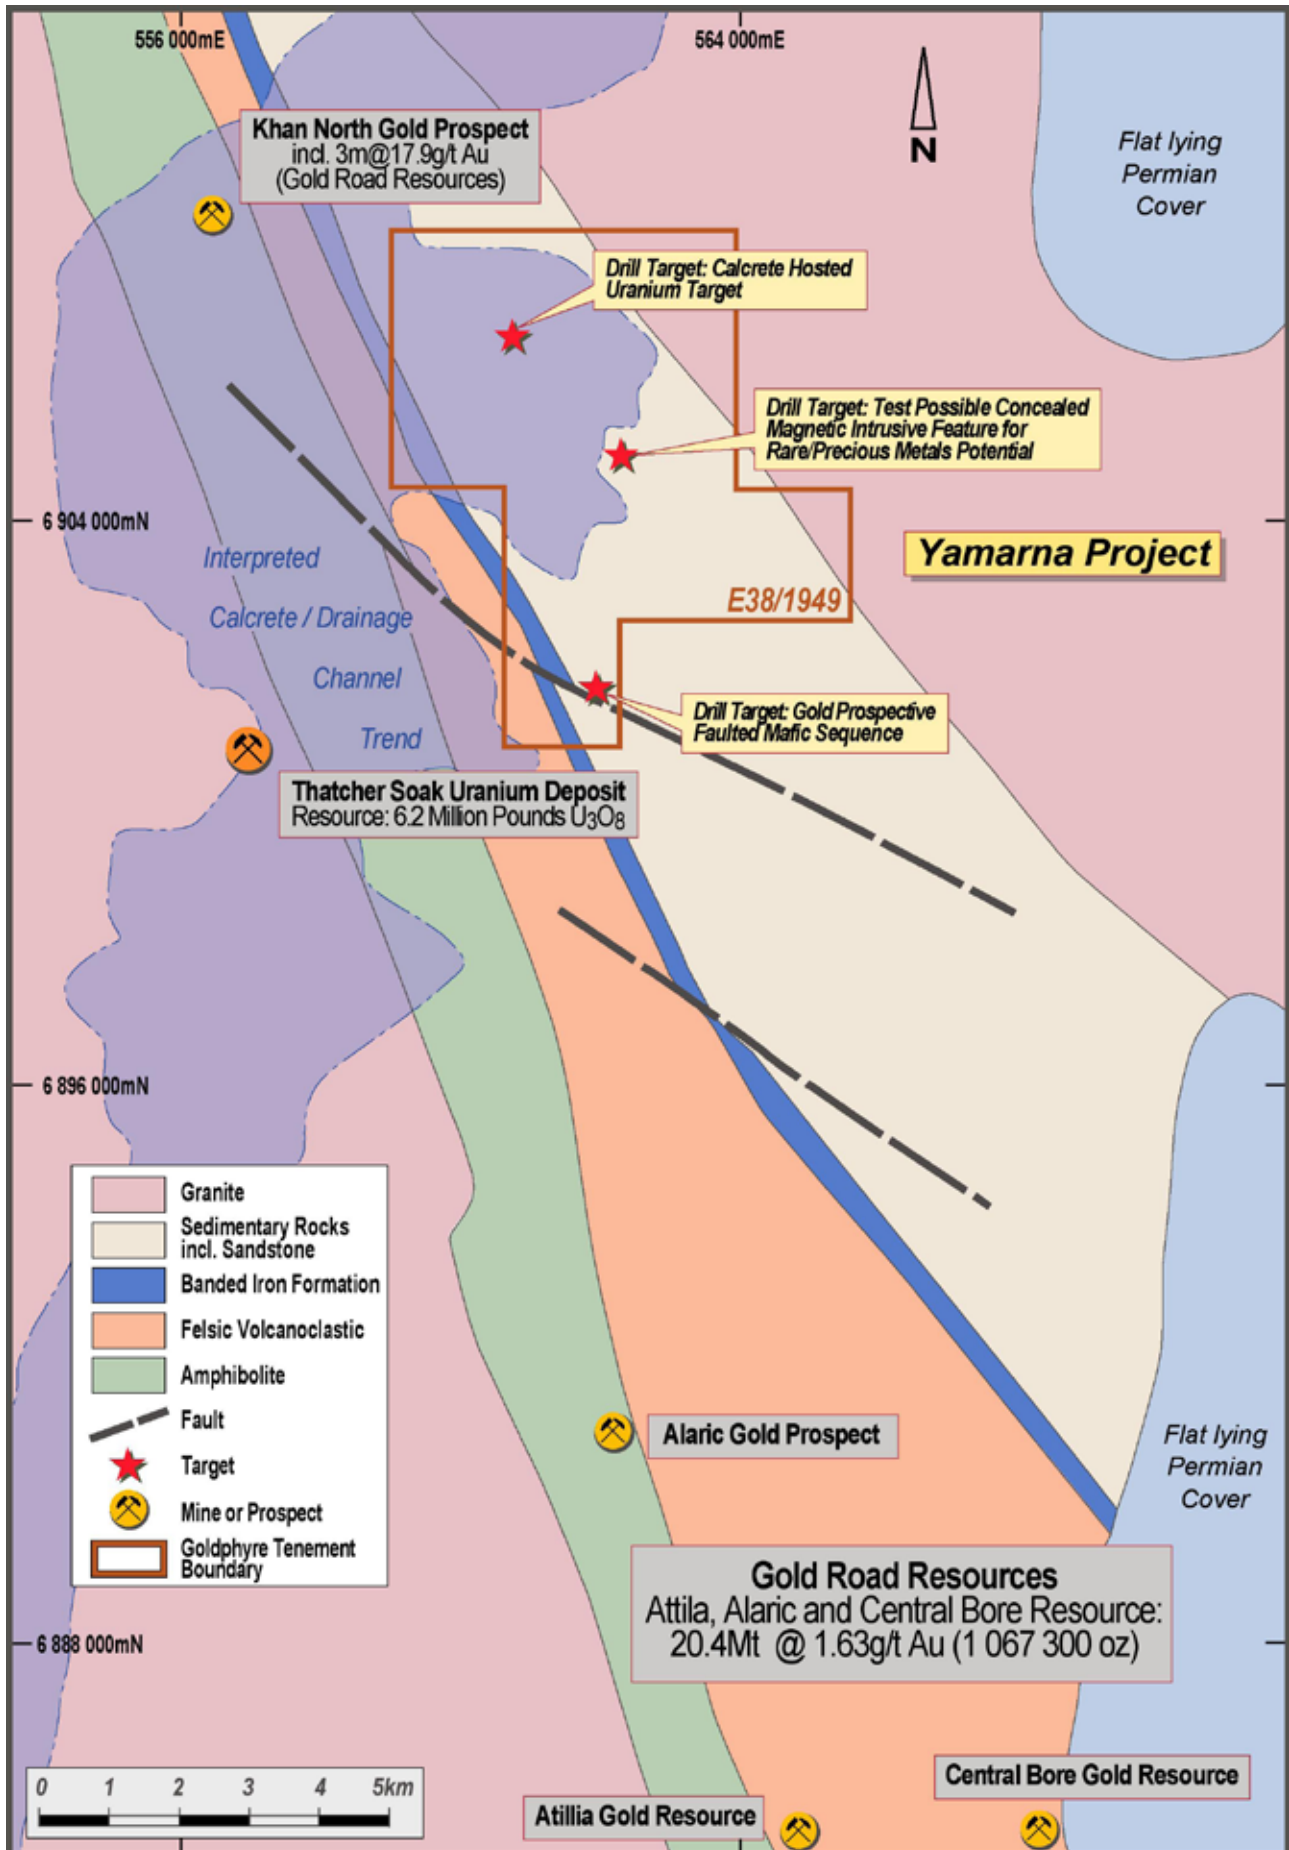 556 000mE
564 000mE
N
Flat lying
Permian
Cover
Khan North Gold Prospect
incl. 3m@17.9g/t Au
(Gold Road Resources)
Drill Target: Calcrete Hosted
Uranium Target
Drill Target: Test Possible Concealed
Magnetic Intrusive Feature for
Rare/Precious Metals Potential
6 904 000mN
Yamarna Project
Interpreted
Calcrete / Drainage
Channel
Trend
E38/1949
Drill Target: Gold Prospective
Faulted Mafic Sequence
Thatcher Soak Uranium Deposit
Resource: 6.2 Million Pounds U3O8
6 896 000mN
Granite
Sedimentary Rocks
incl. Sandstone
Banded Iron Formation
Felsic Volcanoclastic
Amphibolite
Fault
Target
Mine or Prospect
Goldphyre Tenement
Boundary
Alaric Gold Prospect
Flat lying
Permian
Cover
Gold Road Resources
Attila, Alaric and Central Bore Resource:
20.4Mt @ 1.63g/t Au (1 067 300 oz)
6 888 000mN
0 1 2 3 4 5km
Central Bore Gold Resource
Atillia Gold Resource